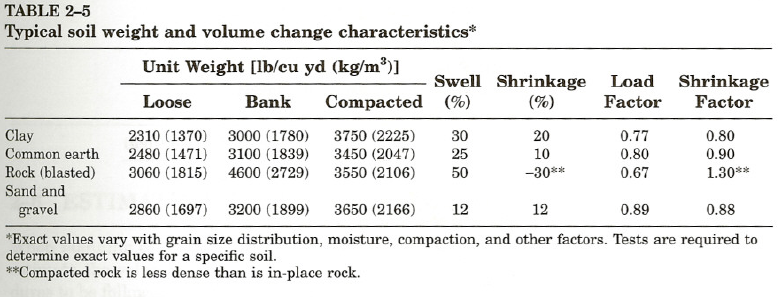 TABLE 2–5
Typical soil weight and volume change characteristics*
Unit Weight [lb/cu yd (kg/m³)]
Swell Shrinkage Load Shrinkage
Loose Bank Compacted (%) (%) Factor Factor
Clay 2310 (1370) 3000 (1780) 3750 (2225) 30 20 0.77 0.80
Common earth 2480 (1471) 3100 (1839) 3450 (2047) 25 10 0.80 0.90
Rock (blasted) 3060 (1815) 4600 (2729) 3550 (2106) 50 –30** 0.67 1.30**
Sand and
gravel 2860 (1697) 3200 (1899) 3650 (2166) 12 12 0.89 0.88
*Exact values vary with grain size distribution, moisture, compaction, and other factors. Tests are required to
determine exact values for a specific soil.
**Compacted rock is less dense than is in-place rock.